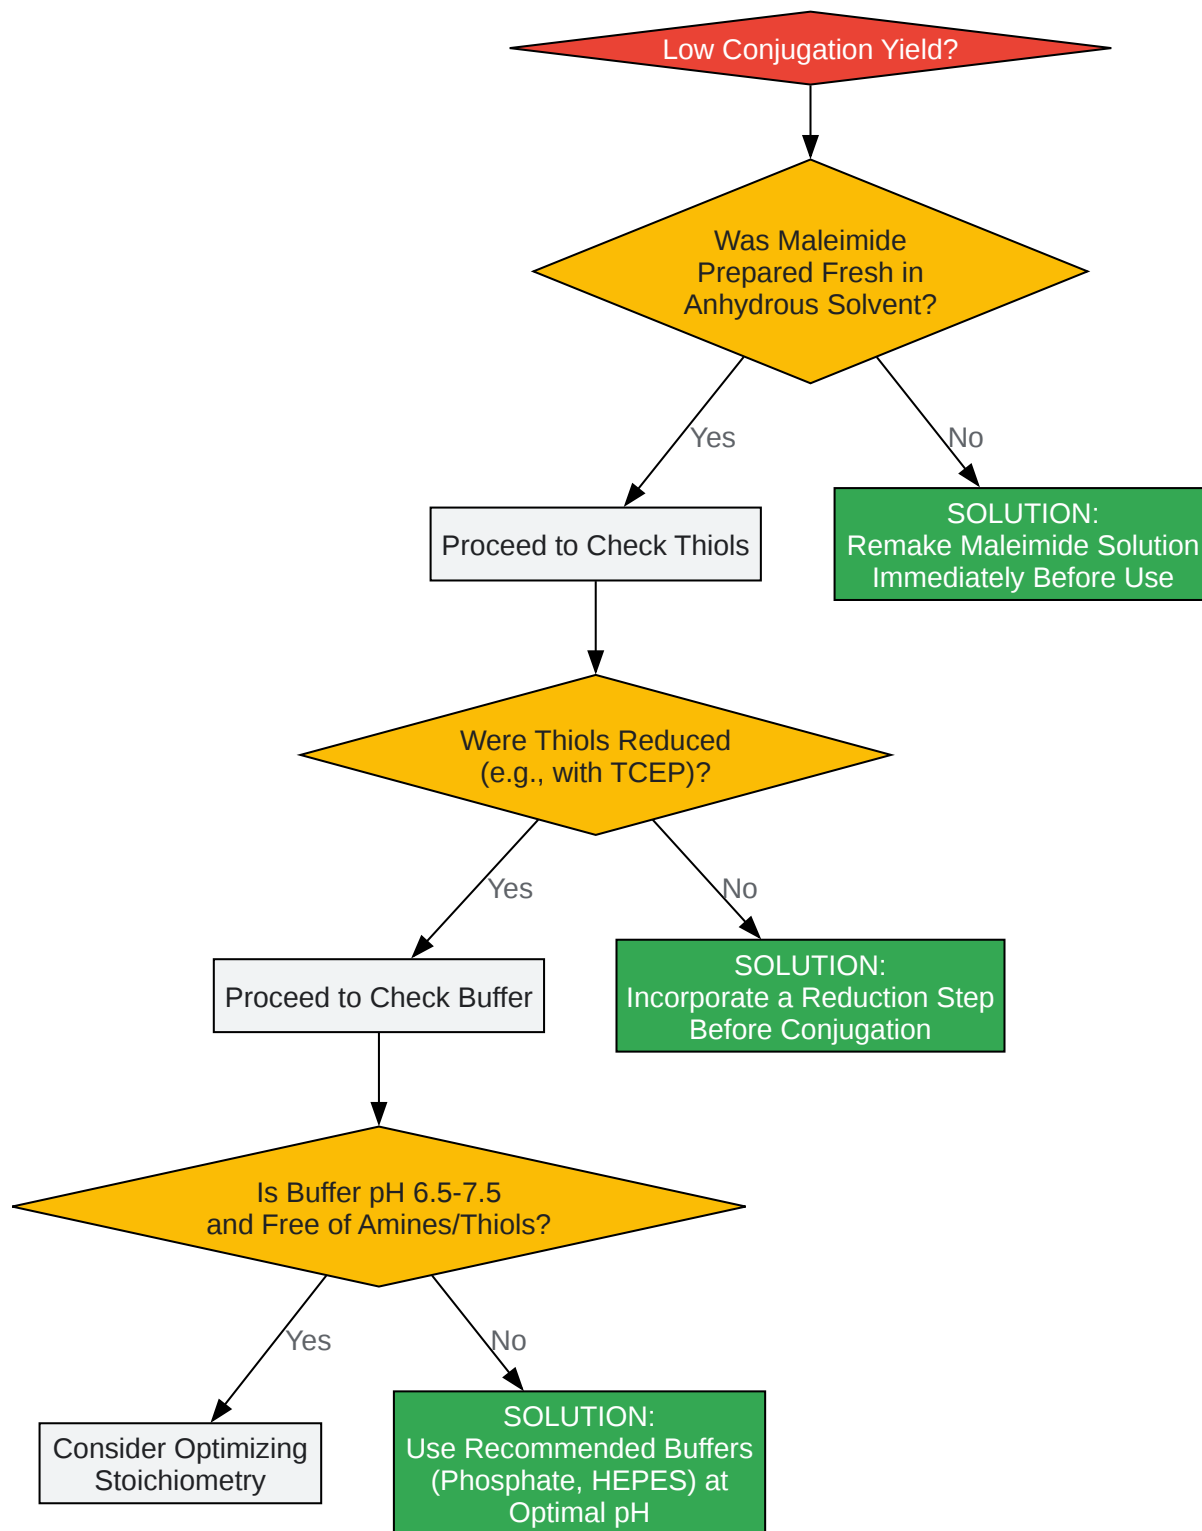 Low Conjugation Yield?
Was Maleimide
Prepared Fresh in
Anhydrous Solvent?
Yes
No
Proceed to Check Thiols
SOLUTION:
Remake Maleimide Solution
Immediately Before Use
Were Thiols Reduced
(e.g., with TCEP)?
Yes
No
Proceed to Check Buffer
SOLUTION:
Incorporate a Reduction Step
Before Conjugation
Is Buffer pH 6.5-7.5
and Free of Amines/Thiols?
Yes
No
Consider Optimizing
Stoichiometry
SOLUTION:
Use Recommended Buffers
(Phosphate, HEPES) at
Optimal pH